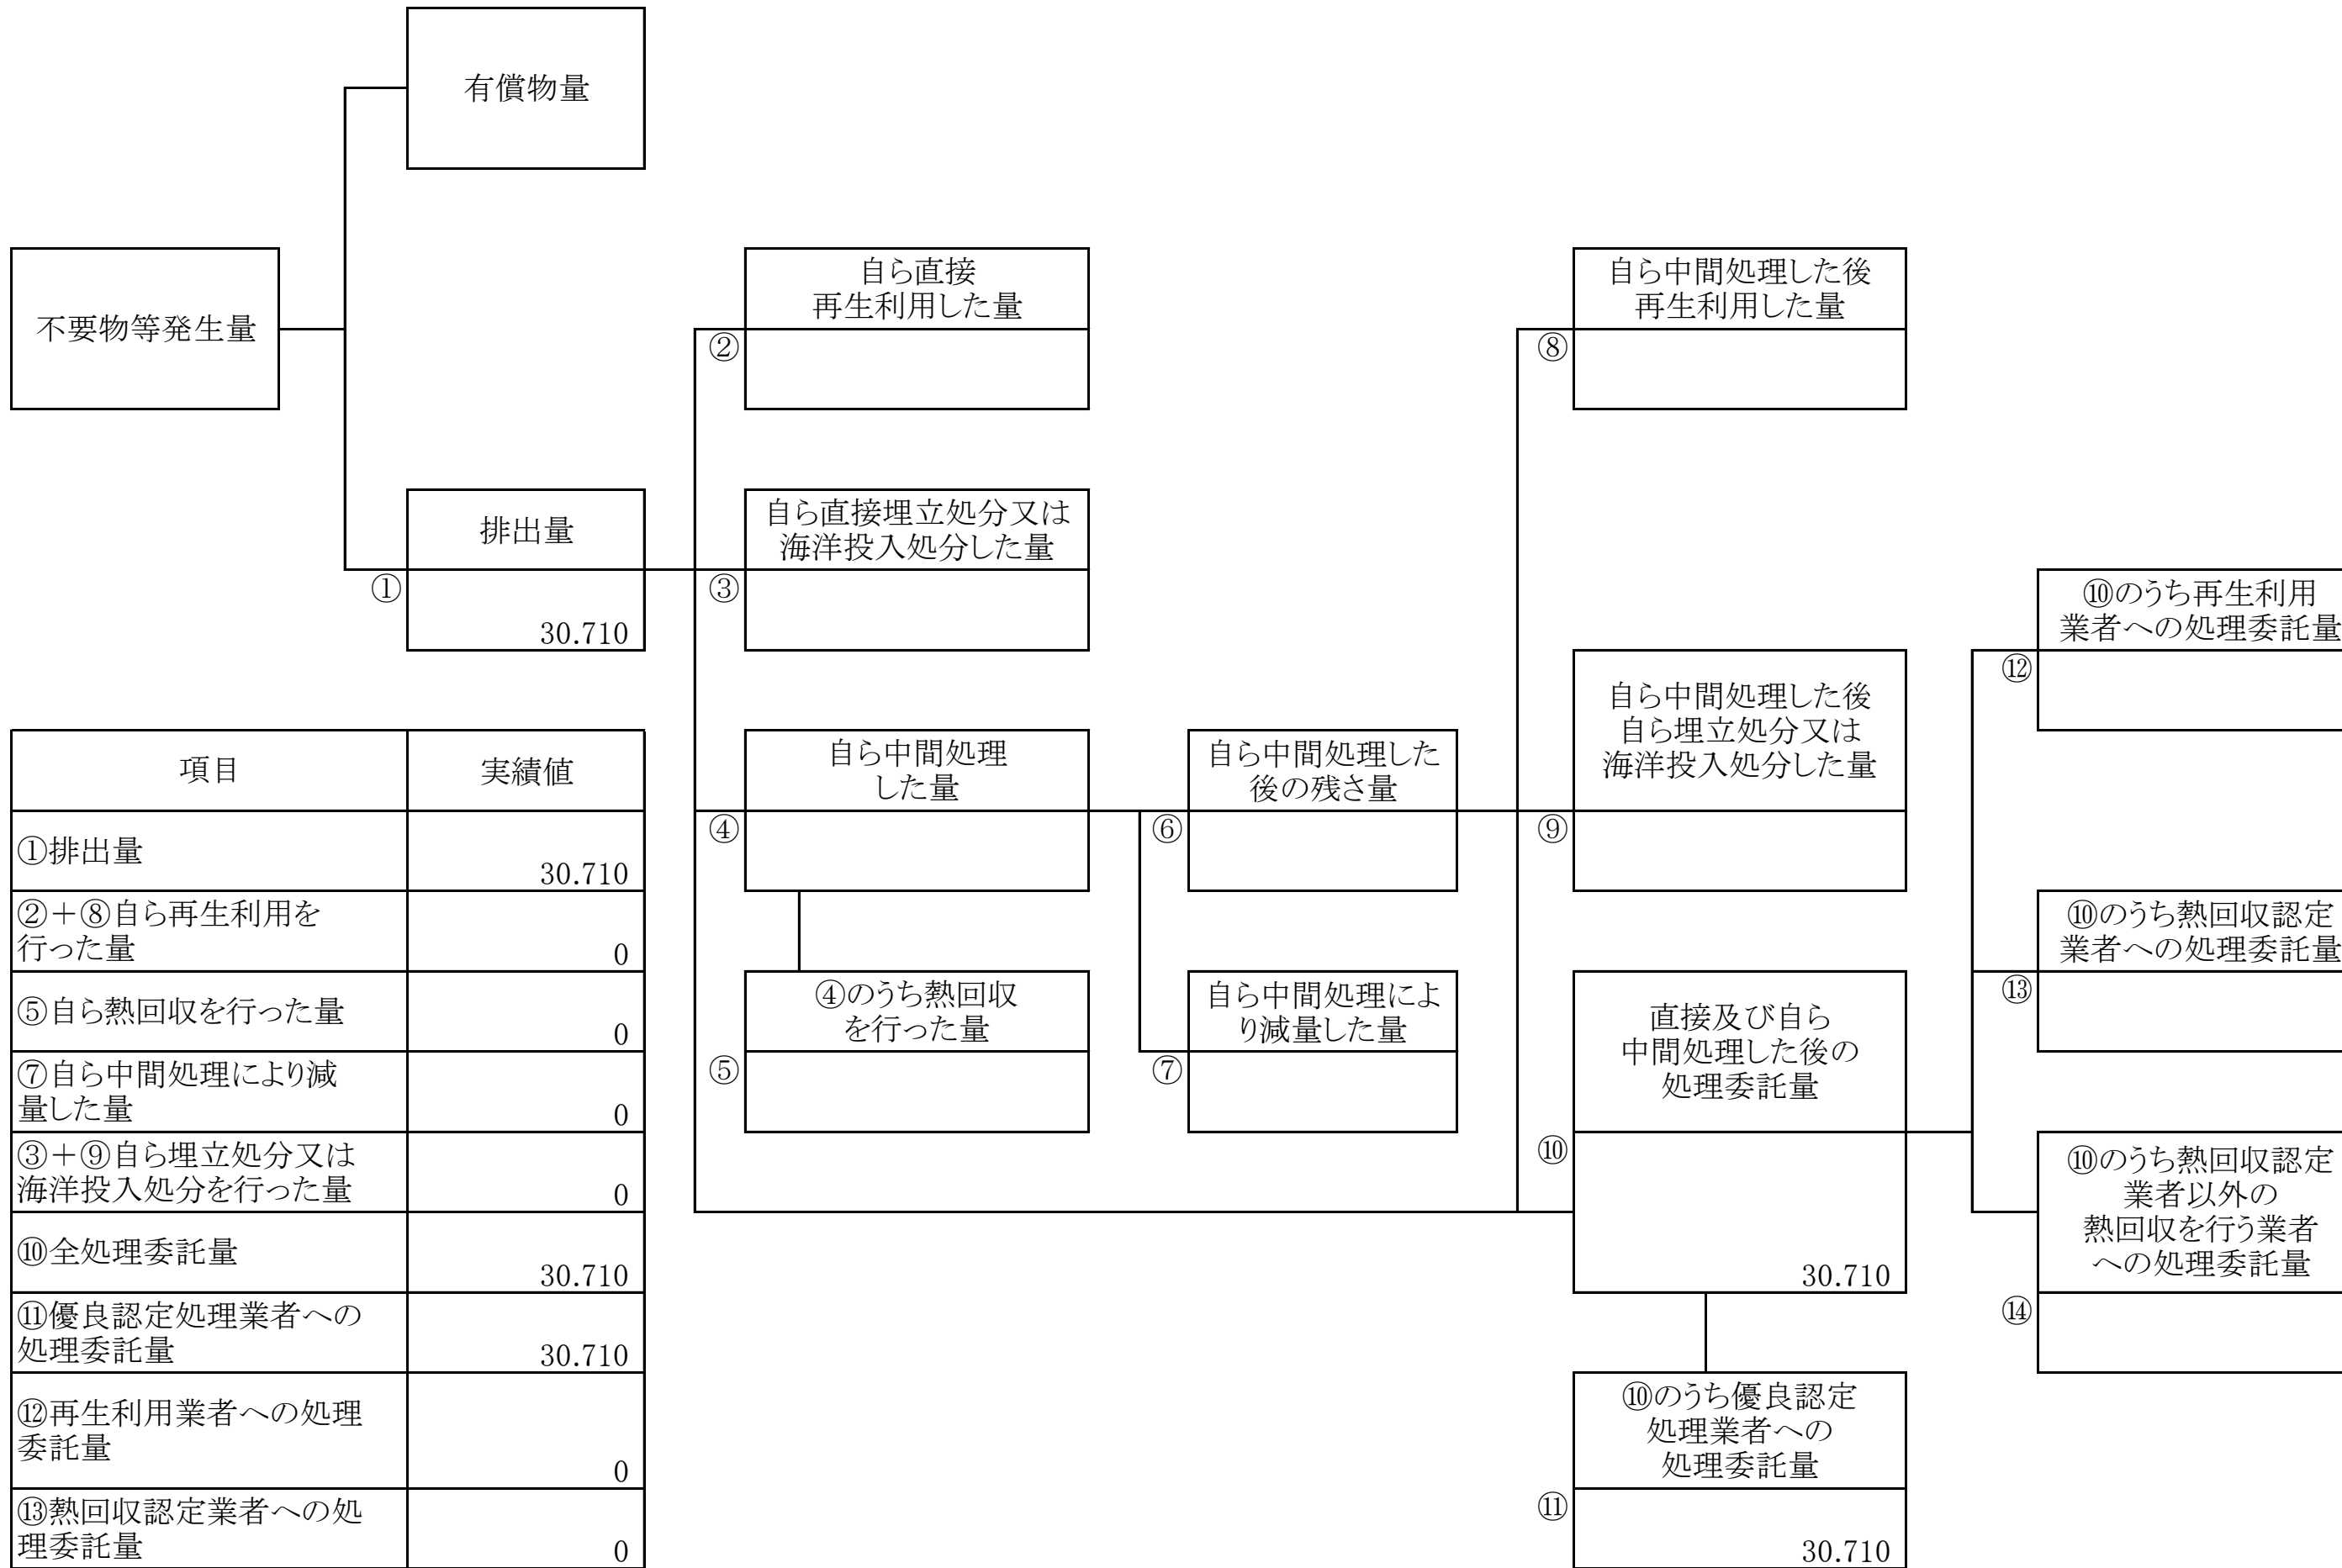 有償物量
不要物等発生量
自ら直接
再生利用した量
②
自ら中間処理した後
再生利用した量
⑧
排出量
①
30.710
自ら直接埋立処分又は
海洋投入処分した量
③
⑩のうち再生利用
業者への処理委託量
⑫
自ら中間処理した後
自ら埋立処分又は
海洋投入処分した量
⑨
自ら中間処理
した量
④
自ら中間処理した
後の残さ量
⑥
⑩のうち熱回収認定
業者への処理委託量
⑬
④のうち熱回収
を行った量
⑤
自ら中間処理によ
り減量した量
⑦
直接及び自ら
中間処理した後の
処理委託量
⑩
30.710
⑩のうち熱回収認定
業者以外の
熱回収を行う業者
への処理委託量
⑭
⑩のうち優良認定
処理業者への
処理委託量
⑪
30.710
項目
実績値
①排出量
30.710
②+⑧自ら再生利用を
行った量
0
⑤自ら熱回収を行った量
0
⑦自ら中間処理により減
量した量
0
③+⑨自ら埋立処分又は
海洋投入処分を行った量
0
⑩全処理委託量
30.710
⑪優良認定処理業者への
処理委託量
30.710
⑫再生利用業者への処理
委託量
0
⑬熱回収認定業者への処
理委託量
0